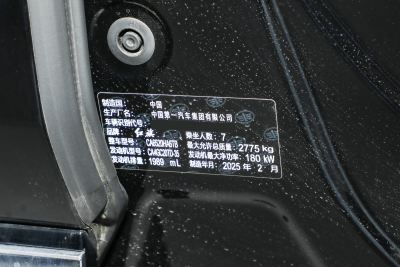 制造国： 中国
生产厂名： 中国第一汽车集团有限公司
车辆识别代号：
品牌： 红旗 乘坐人数： 7
整车型号： CA6520HA6T8 最大允许总质量： 2775 kg
发动机型号： CA4GC20TD-35 发动机最大净功率： 180 kW
发动机排量： 1989 mL 制造年月： 2025 年 2 月